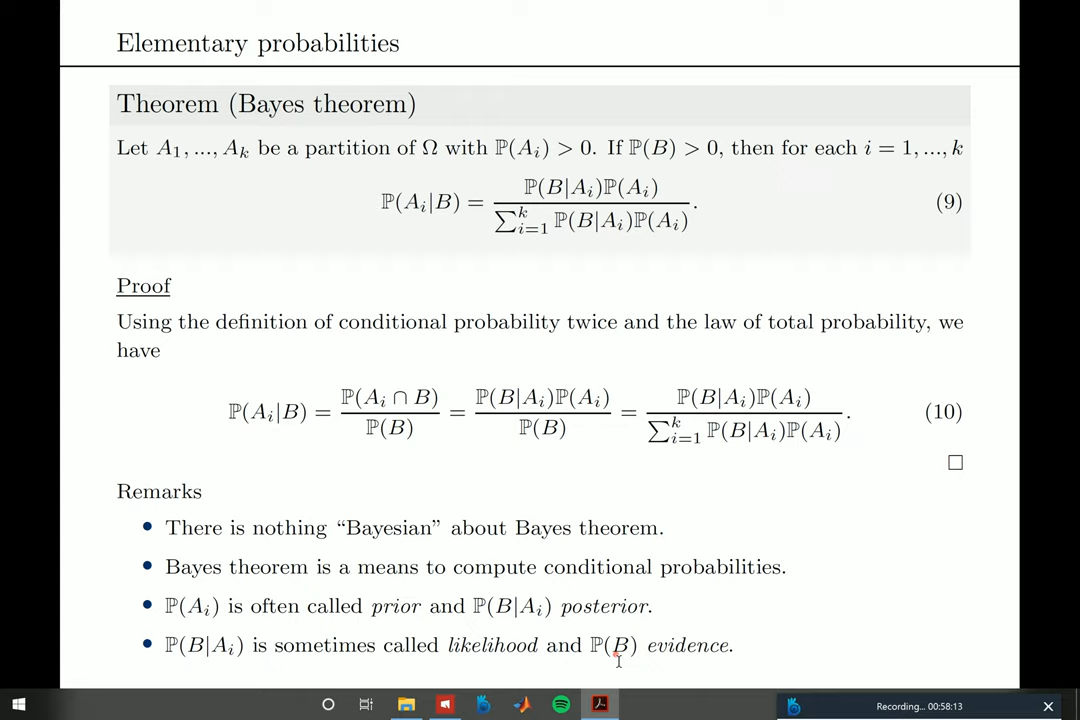 Elementary probabilities
Theorem (Bayes theorem)
Let A₁, ..., Aₖ be a partition of Ω with ℙ(Aᵢ) > 0. If ℙ(B) > 0, then for each i = 1, ..., k
ℙ(Aᵢ|B) = ℙ(B|Aᵢ)ℙ(Aᵢ) / ∑ᵏᵢ₌₁ ℙ(B|Aᵢ)ℙ(Aᵢ). (9)
Proof
Using the definition of conditional probability twice and the law of total probability, we
have
ℙ(Aᵢ|B) = ℙ(Aᵢ ∩ B) / ℙ(B) = ℙ(B|Aᵢ)ℙ(Aᵢ) / ℙ(B) = ℙ(B|Aᵢ)ℙ(Aᵢ) / ∑ᵏᵢ₌₁ ℙ(B|Aᵢ)ℙ(Aᵢ). (10)
□
Remarks
• There is nothing “Bayesian” about Bayes theorem.
• Bayes theorem is a means to compute conditional probabilities.
• ℙ(Aᵢ) is often called prior and ℙ(B|Aᵢ) posterior.
• ℙ(B|Aᵢ) is sometimes called likelihood and ℙ(B) evidence.
Recording... 00:58:13